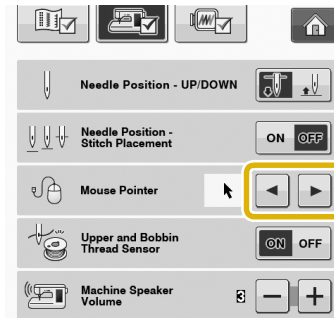 Needle Position - UP/DOWN
Needle Position -
Stitch Placement
ON OFF
Mouse Pointer
Upper and Bobbin
Thread Sensor
ON OFF
Machine Speaker
Volume
3